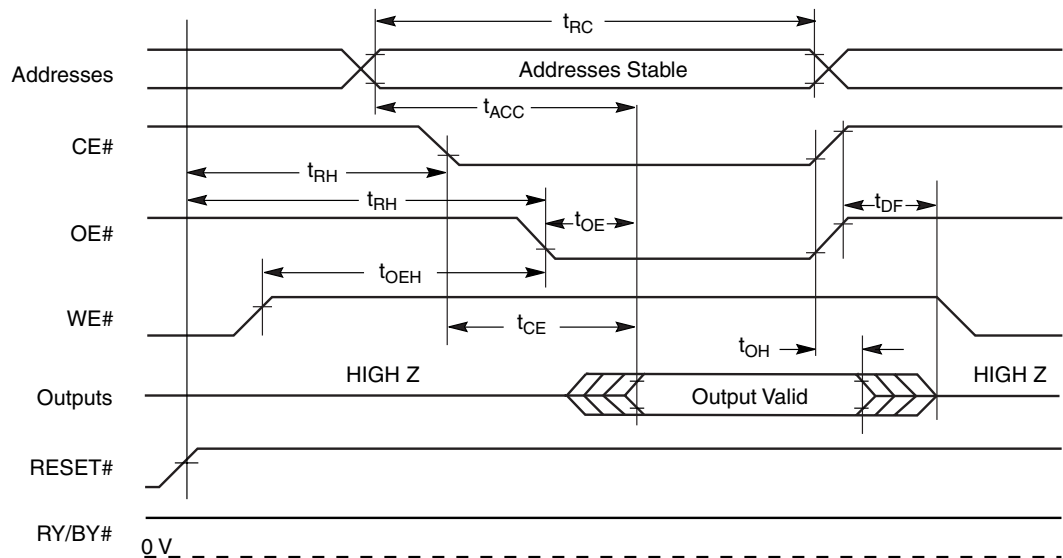 tRC
Addresses
Addresses Stable
tACC
CE#
tRH
tRH
tOE
tDF
OE#
tOEH
WE#
tCE
tOH
HIGH Z
HIGH Z
Outputs
Output Valid
RESET#
RY/BY#
0 V